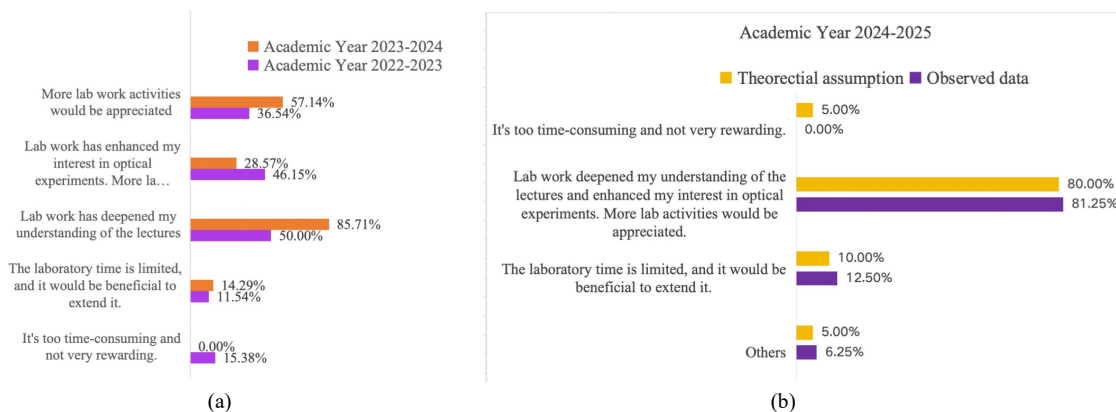 Academic Year 2023-2024
Academic Year 2022-2023
More lab work activities
would be appreciated
57.14%
36.54%
Lab work has enhanced my
interest in optical
experiments. More la…
28.57%
46.15%
Lab work has deepened my
understanding of the lectures
85.71%
50.00%
The laboratory time is limited,
and it would be beneficial to
extend it.
14.29%
11.54%
It's too time-consuming and
not very rewarding.
0.00%
15.38%
(a)
Academic Year 2024-2025
Theorectial assumption Observed data
It's too time-consuming and not very rewarding.
5.00%
0.00%
Lab work deepened my understanding of the
lectures and enhanced my interest in optical
experiments. More lab activities would be
appreciated.
80.00%
81.25%
The laboratory time is limited, and it would be
beneficial to extend it.
10.00%
12.50%
Others
5.00%
6.25%
(b)